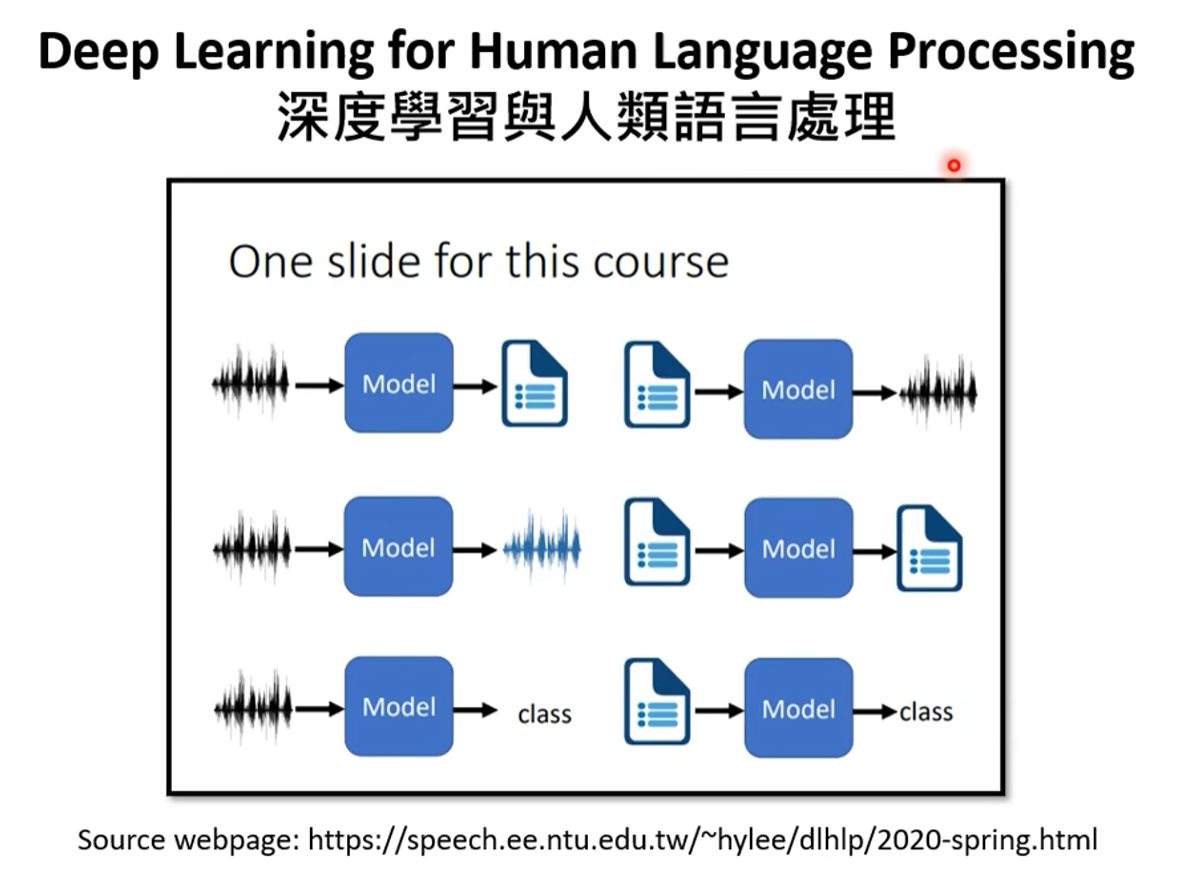 Deep Learning for Human Language Processing
深度學習與人類語言處理
One slide for this course
Model
Model
Model
Model
Model
class
Model
class
Source webpage: https://speech.ee.ntu.edu.tw/~hylee/dlhlp/2020-spring.html